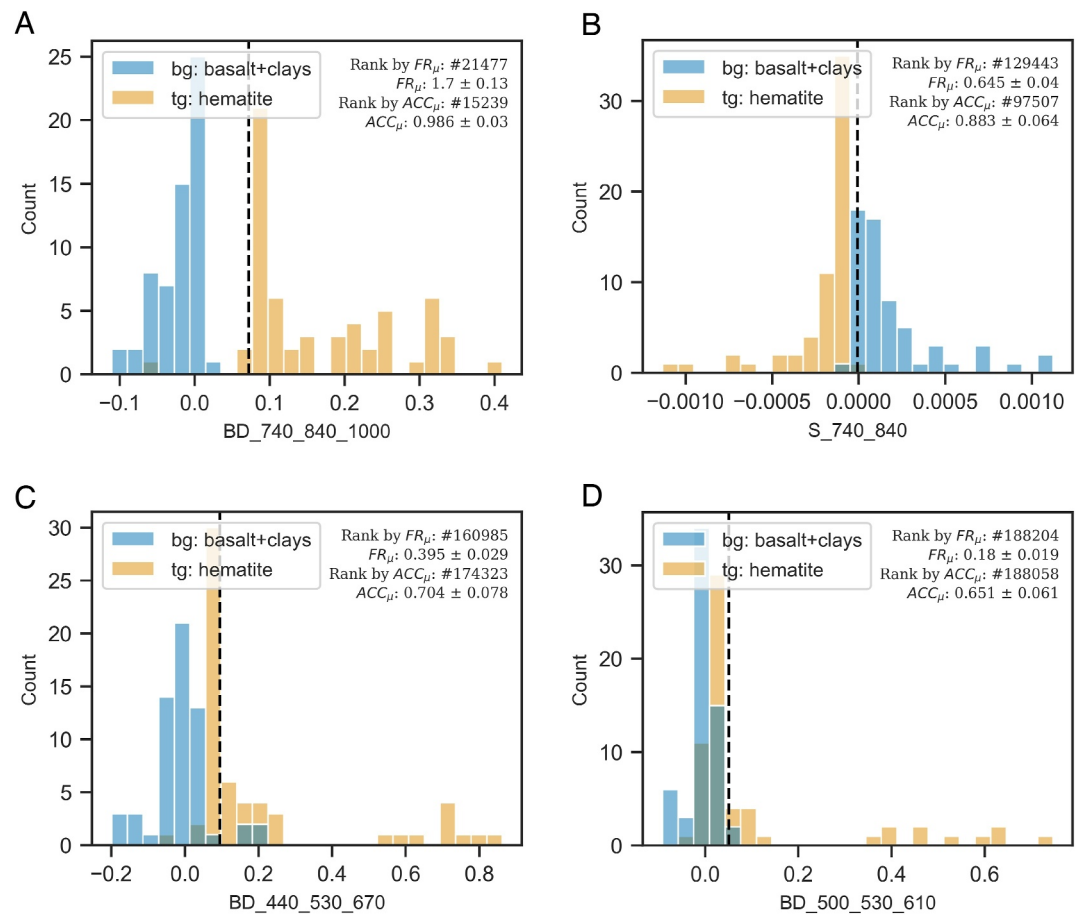 A
bg: basalt+clays
tg: hematite
Rank by FRμ: #21477
FRμ: 1.7 ± 0.13
Rank by ACCμ: #15239
ACCμ: 0.986 ± 0.03
Count
25
20
15
10
5
0
−0.1 0.0 0.1 0.2 0.3 0.4
BD_740_840_1000
B
bg: basalt+clays
tg: hematite
Rank by FRμ: #129443
FRμ: 0.645 ± 0.04
Rank by ACCμ: #97507
ACCμ: 0.883 ± 0.064
Count
30
20
10
0
−0.0010 −0.0005 0.0000 0.0005 0.0010
S_740_840
C
bg: basalt+clays
tg: hematite
Rank by FRμ: #160985
FRμ: 0.395 ± 0.029
Rank by ACCμ: #174323
ACCμ: 0.704 ± 0.078
Count
30
25
20
15
10
5
0
−0.2 0.0 0.2 0.4 0.6 0.8
BD_440_530_670
D
bg: basalt+clays
tg: hematite
Rank by FRμ: #188204
FRμ: 0.18 ± 0.019
Rank by ACCμ: #188058
ACCμ: 0.651 ± 0.061
Count
30
20
10
0
0.0 0.2 0.4 0.6
BD_500_530_610